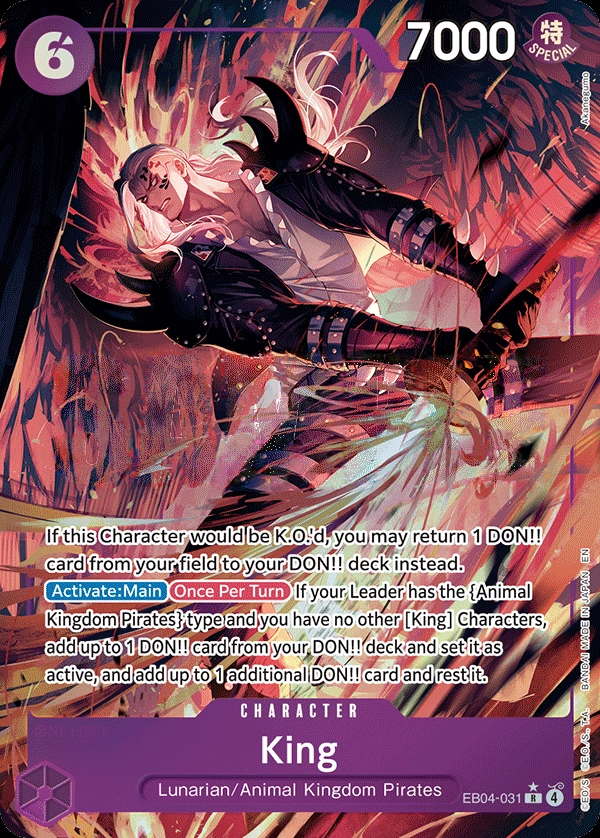 6
7000
特
SPECIAL
Akanagumo
If this Character would be K.O.'d, you may return 1 DON!!
card from your field to your DON!! deck instead.
Activate:Main Once Per Turn If your Leader has the {Animal
Kingdom Pirates} type and you have no other [King] Characters,
add up to 1 DON!! card from your DON!! deck and set it as
active, and add up to 1 additional DON!! card and rest it.
CHARACTER
King
Lunarian/Animal Kingdom Pirates
EB04-031 R 4
©EO/S ©E.O./S., T.A. BANDAI MADE IN JAPAN EN